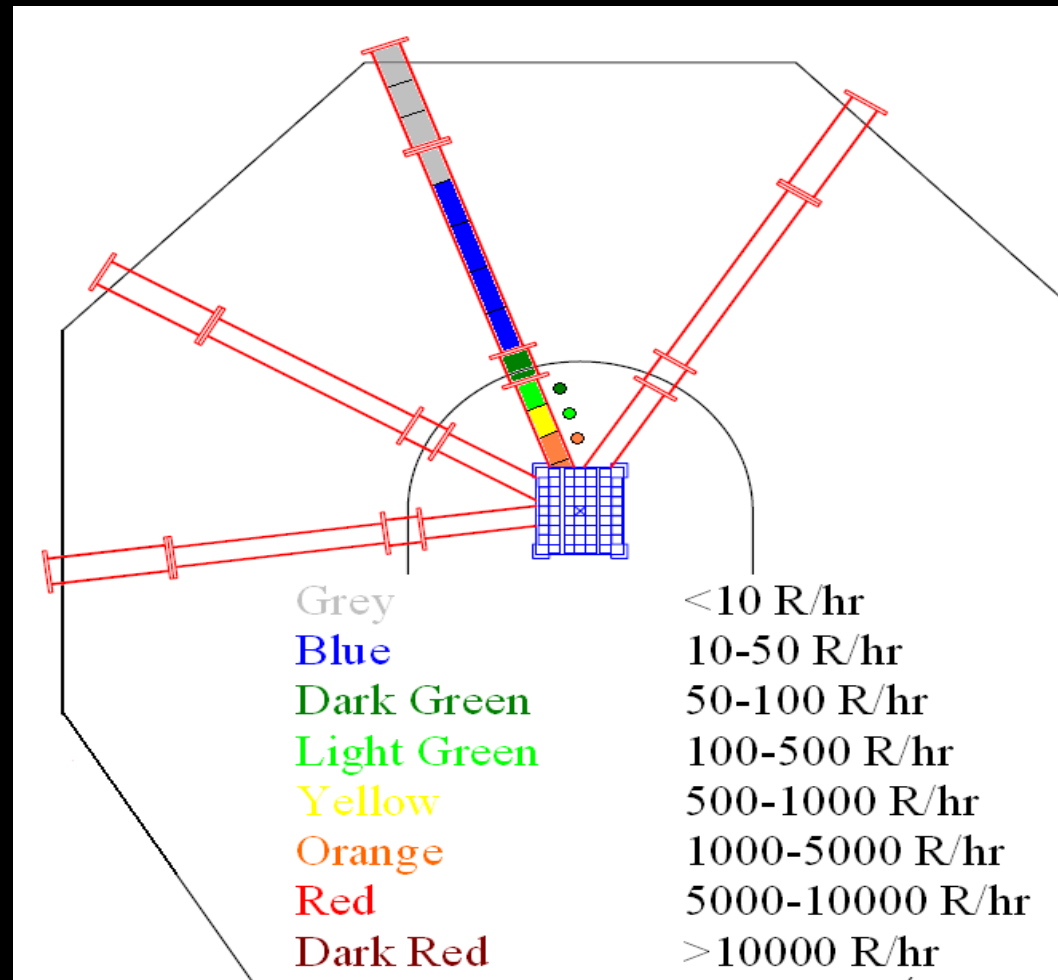 Grey <10 R/hr
Blue 10-50 R/hr
Dark Green 50-100 R/hr
Light Green 100-500 R/hr
Yellow 500-1000 R/hr
Orange 1000-5000 R/hr
Red 5000-10000 R/hr
Dark Red >10000 R/hr